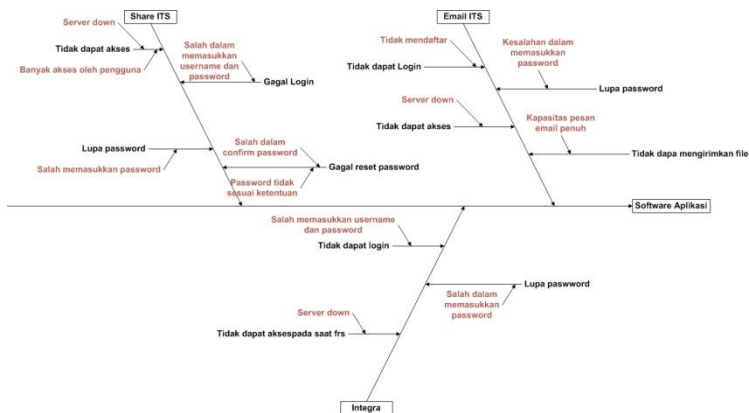 Share ITS
Server down
Tidak dapat akses
Banyak akses oleh pengguna
Salah dalam
memasukkan
username dan
password
Gagal Login
Lupa password
Salah memasukkan password
Salah dalam
confirm password
Gagal reset password
Password tidak
sesuai ketentuan
Email ITS
Tidak mendaftar
Tidak dapat Login
Kesalahan dalam
memasukkan
password
Lupa password
Server down
Tidak dapat akses
Kapasitas pesan
email penuh
Tidak dapa mengirimkan file
Software Aplikasi
Salah memasukkan username
dan password
Tidak dapat login
Lupa paswword
Salah dalam
memasukkan
password
Server down
Tidak dapat aksespada saat frs
Integra